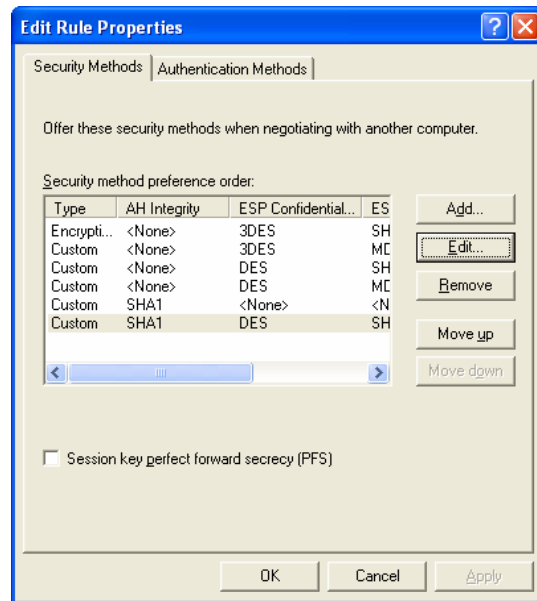 Edit Rule Properties
Security Methods Authentication Methods
Offer these security methods when negotiating with another computer.
Security method preference order:
Type AH Integrity ESP Confidential... ES
Encrypti... <None> 3DES SH
Custom <None> 3DES MD
Custom <None> DES SH
Custom <None> DES MD
Custom SHA1 <None> <N
Custom SHA1 DES SH
Add...
Edit...
Remove
Move up
Move down
Session key perfect forward secrecy (PFS)
OK Cancel Apply